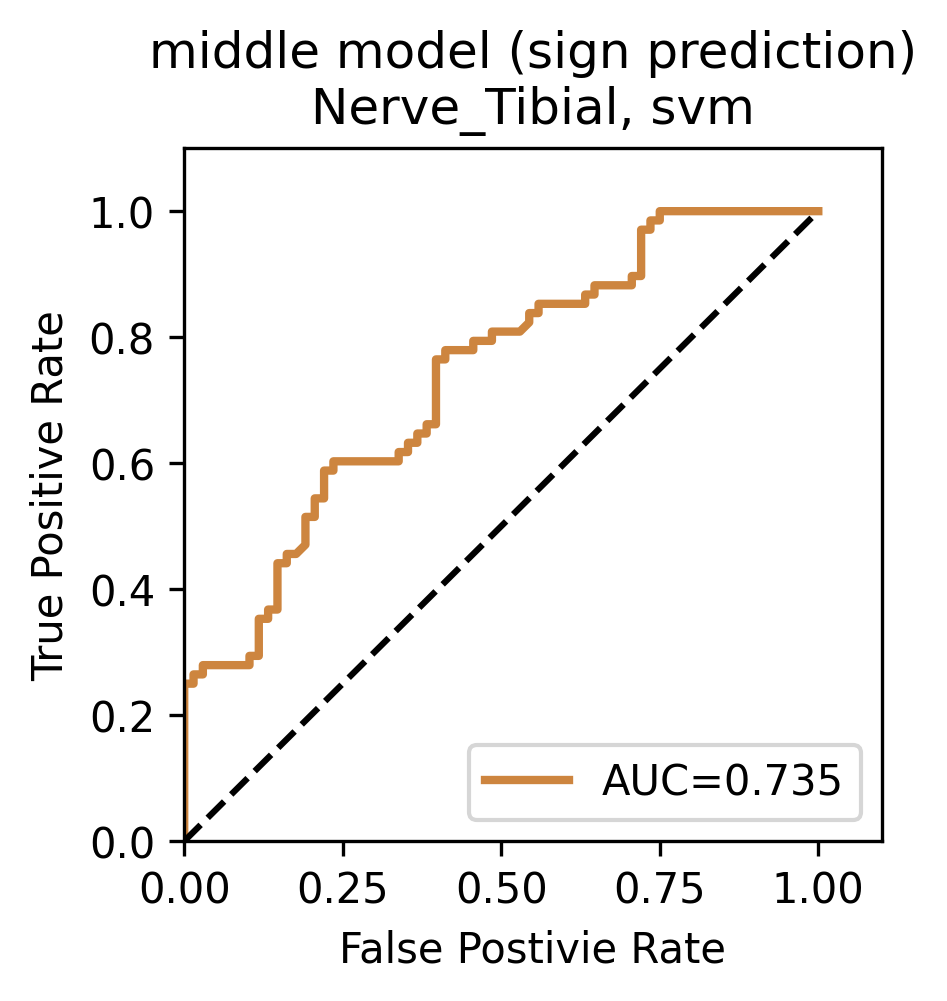 middle model (sign prediction)
Nerve_Tibial, svm
True Positive Rate
1.0
0.8
0.6
0.4
0.2
0.0
0.00
0.25
0.50
0.75
1.00
AUC=0.735
False Postivie Rate